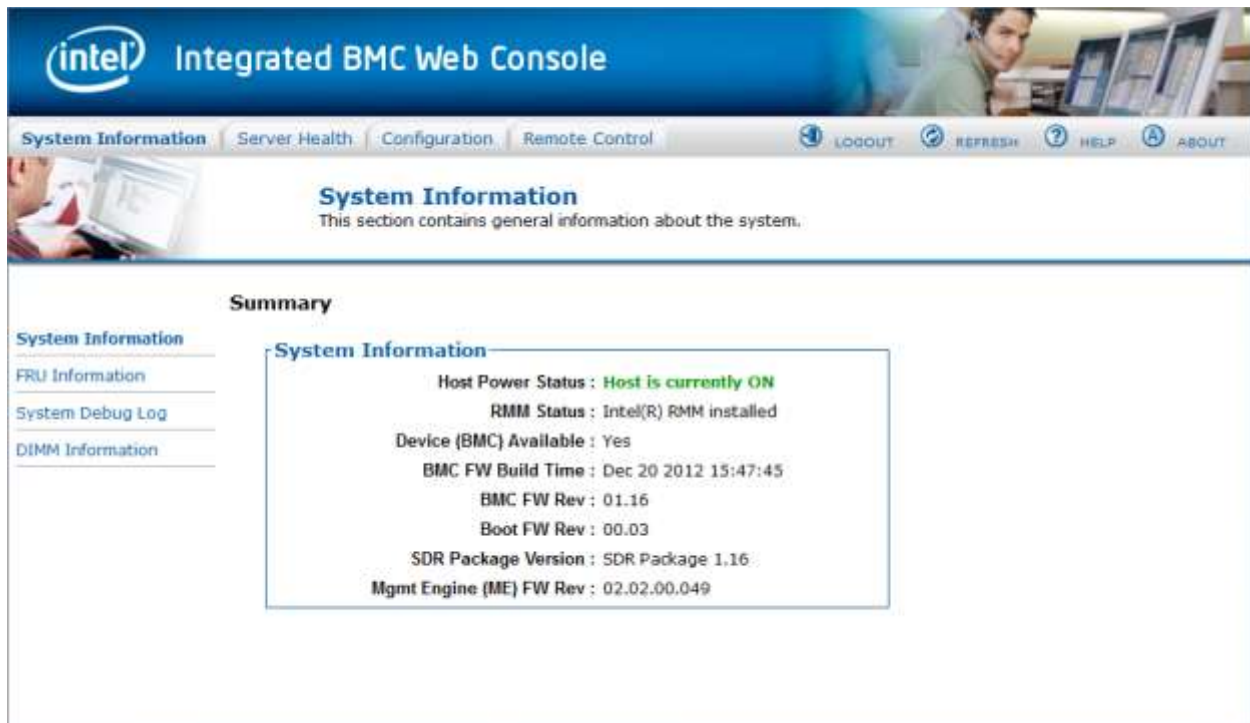 intel Integrated BMC Web Console
System Information Server Health Configuration Remote Control LOGOUT REFRESH HELP ABOUT
System Information
This section contains general information about the system.
Summary
System Information
FRU Information
System Debug Log
DIMM Information
System Information
Host Power Status : Host is currently ON
RMM Status : Intel(R) RMM installed
Device (BMC) Available : Yes
BMC FW Build Time : Dec 20 2012 15:47:45
BMC FW Rev : 01.16
Boot FW Rev : 00.03
SDR Package Version : SDR Package 1.16
Mgmt Engine (ME) FW Rev : 02.02.00.049